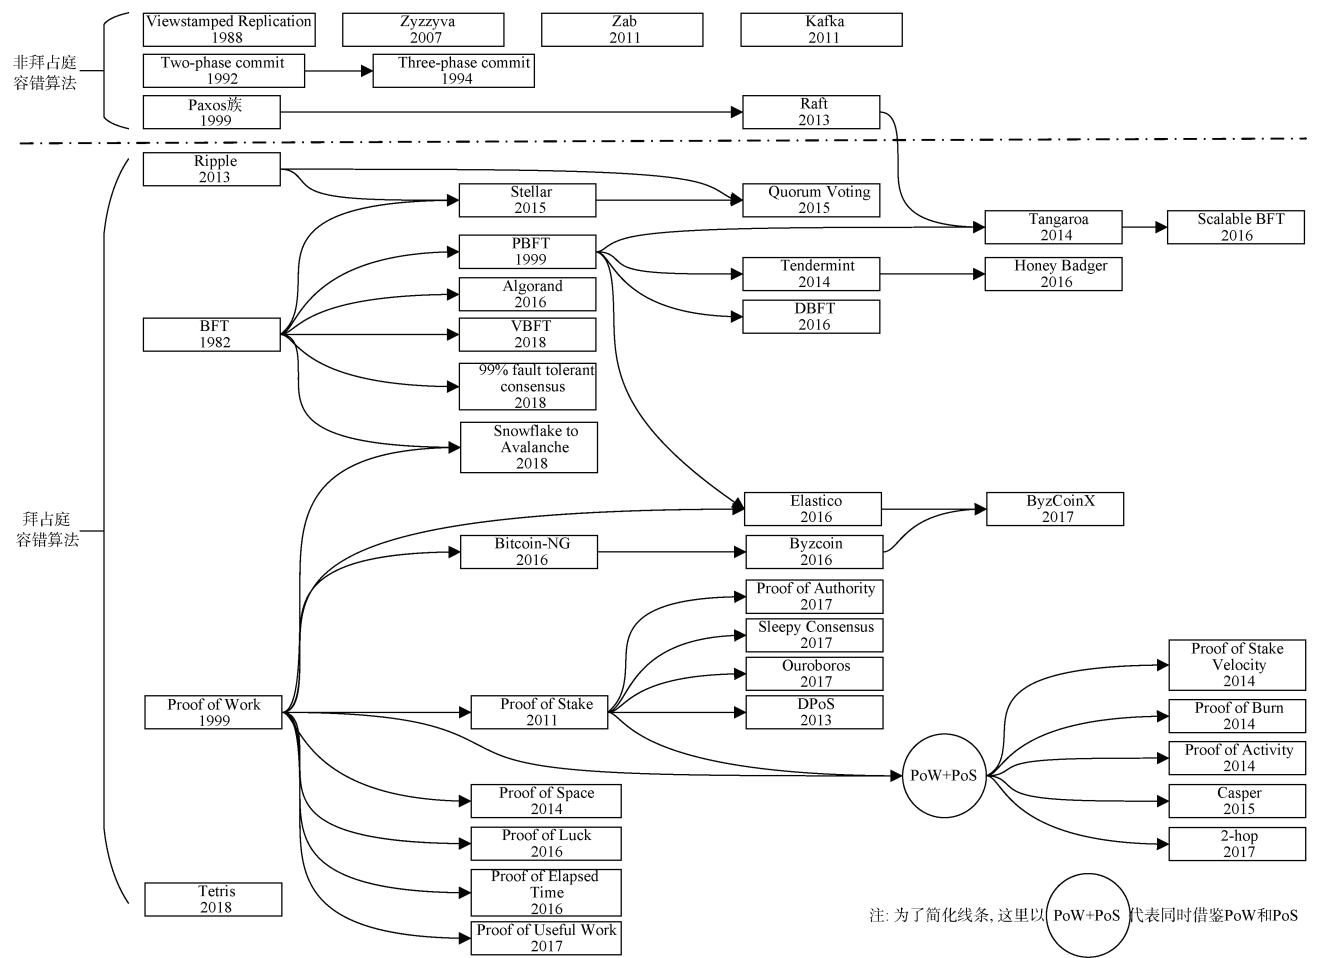 非拜占庭
容错算法
Viewstamped Replication
1988
Zyzzyva
2007
Zab
2011
Kafka
2011
Two-phase commit
1992
Three-phase commit
1994
Paxos族
1999
Raft
2013
拜占庭
容错算法
Ripple
2013
Stellar
2015
Quorum Voting
2015
Tangaroa
2014
Scalable BFT
2016
PBFT
1999
Tendermint
2014
Honey Badger
2016
Algorand
2016
DBFT
2016
BFT
1982
VBFT
2018
99% fault tolerant
consensus
2018
Snowflake to
Avalanche
2018
Elastico
2016
ByzCoinX
2017
Bitcoin-NG
2016
Byzcoin
2016
Proof of Authority
2017
Sleepy Consensus
2017
Ouroboros
2017
Proof of Work
1999
Proof of Stake
2011
DPoS
2013
PoW+PoS
Proof of Stake
Velocity
2014
Proof of Burn
2014
Proof of Activity
2014
Casper
2015
2-hop
2017
Proof of Space
2014
Proof of Luck
2016
Proof of Elapsed
Time
2016
Proof of Useful Work
2017
Tetris
2018
注: 为了简化线条, 这里以 PoW+PoS 代表同时借鉴PoW和PoS